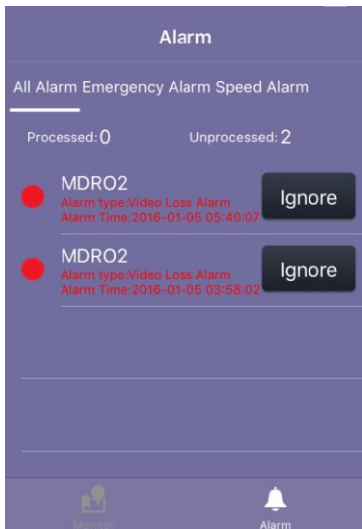 Alarm
All Alarm Emergency Alarm Speed Alarm
Processed:0 Unprocessed:2
MDRO2
Alarm type:Video Loss Alarm
Alarm Time:2016-01-05 05:40:07
Ignore
MDRO2
Alarm type:Video Loss Alarm
Alarm Time:2016-01-05 03:58:02
Ignore
Monitor Alarm